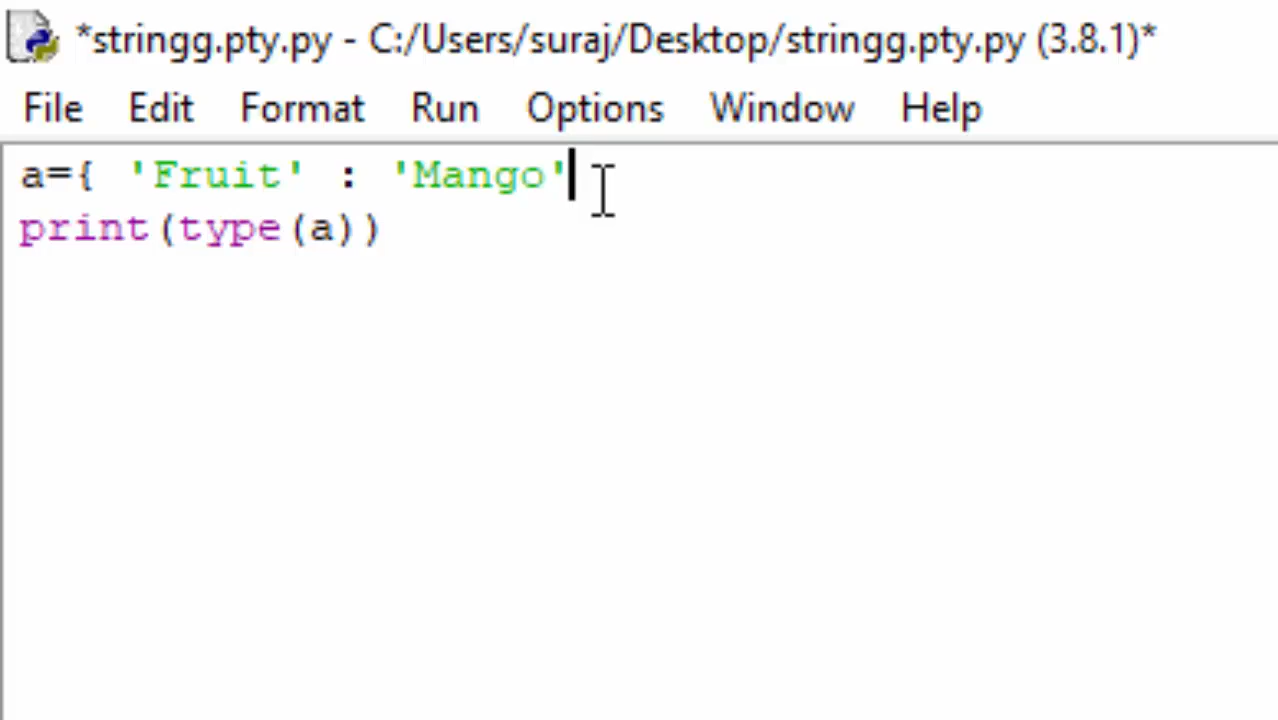 *stringg.pty.py - C:/Users/suraj/Desktop/stringg.pty.py (3.8.1)*
File Edit Format Run Options Window Help
a={ 'Fruit' : 'Mango'
print(type(a))